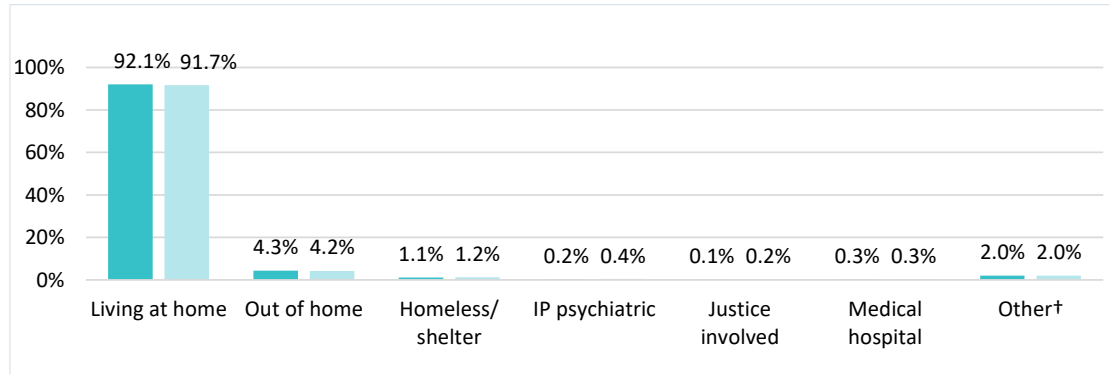 92.1% 91.7%
100%
80%
60%
40%
20%
0%
4.3% 4.2%
1.1% 1.2%
0.2% 0.4%
0.1% 0.2%
0.3% 0.3%
2.0% 2.0%
Living at home
Out of home
Homeless/
shelter
IP psychiatric
Justice
involved
Medical
hospital
Other†